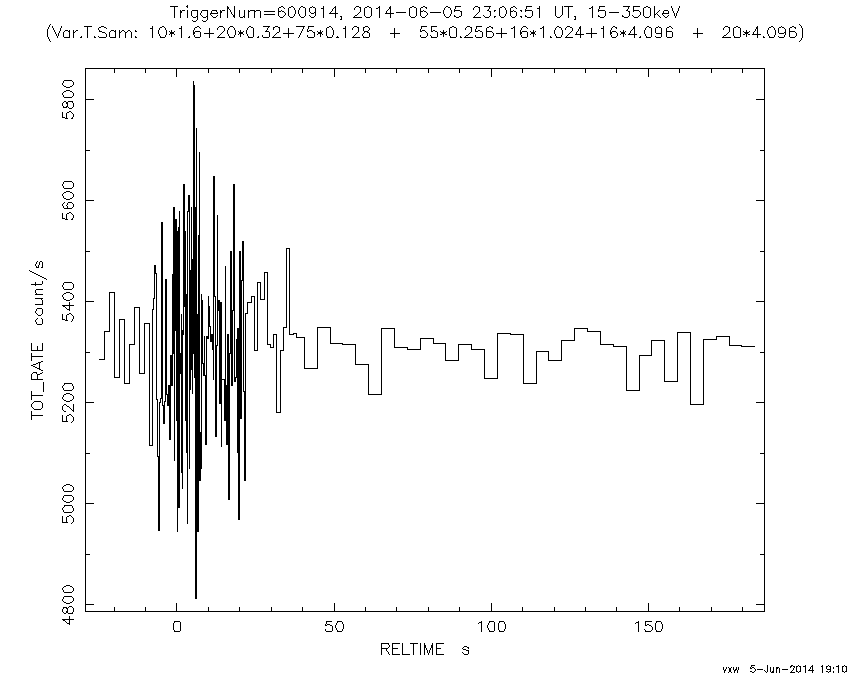 TriggerNum=600914, 2014-06-05 23:06:51 UT, 15-350keV
(Var.T.Sam: 10*1.6+20*0.32+75*0.128 + 55*0.256+16*1.024+16*4.096 + 20*4.096)
TOT_RATE count/s
5800
5600
5400
5200
5000
4800
0 50 100 150
RELTIME s
vxw 5-Jun-2014 19:10